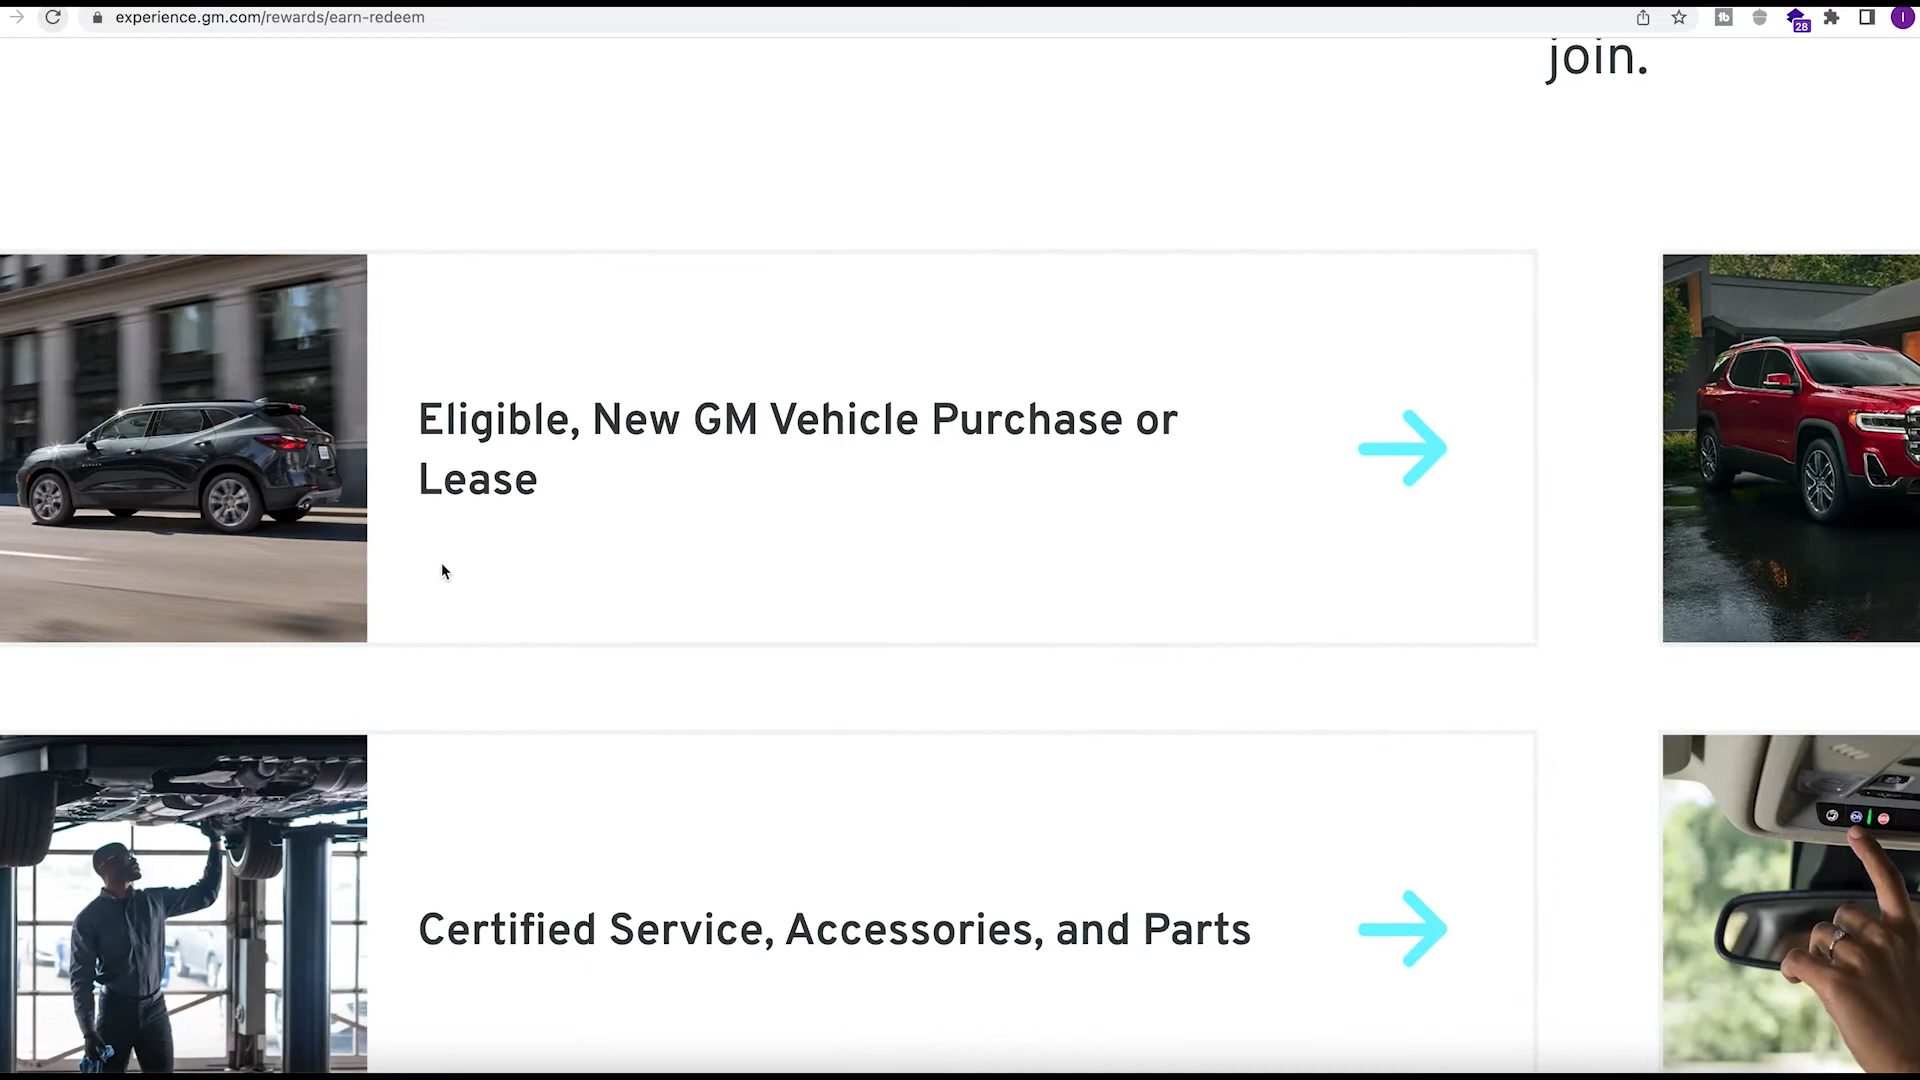 experience.gm.com/rewards/earn-redeem
28
I
join.
Eligible, New GM Vehicle Purchase or
Lease
Certified Service, Accessories, and Parts